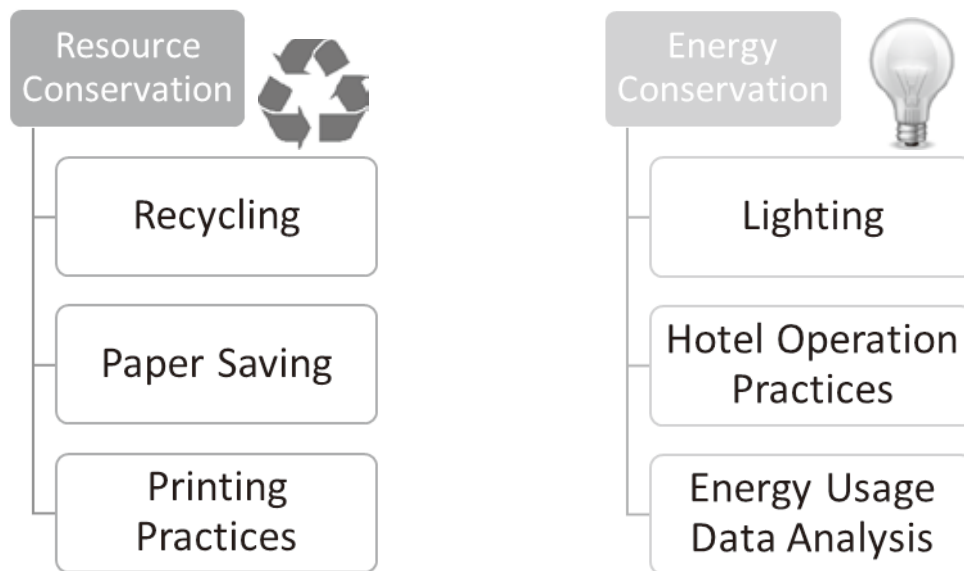 Resource
Conservation
Recycling
Paper Saving
Printing
Practices
Energy
Conservation
Lighting
Hotel Operation
Practices
Energy Usage
Data Analysis